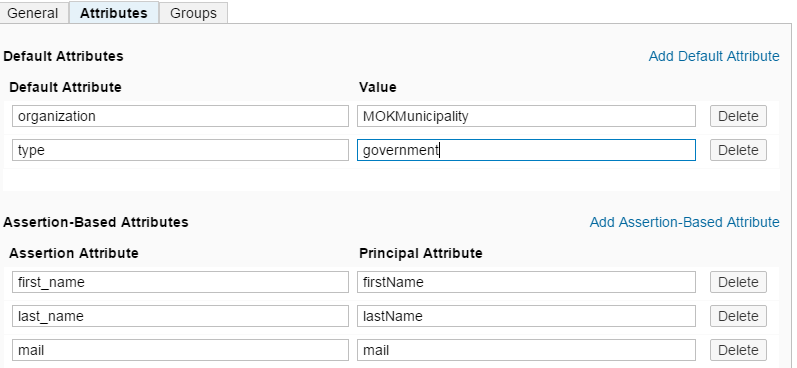 General Attributes Groups
Default Attributes Add Default Attribute
Default Attribute Value
organization MOKMunicipality Delete
type government Delete
Assertion-Based Attributes Add Assertion-Based Attribute
Assertion Attribute Principal Attribute
first_name firstName Delete
last_name lastName Delete
mail mail Delete